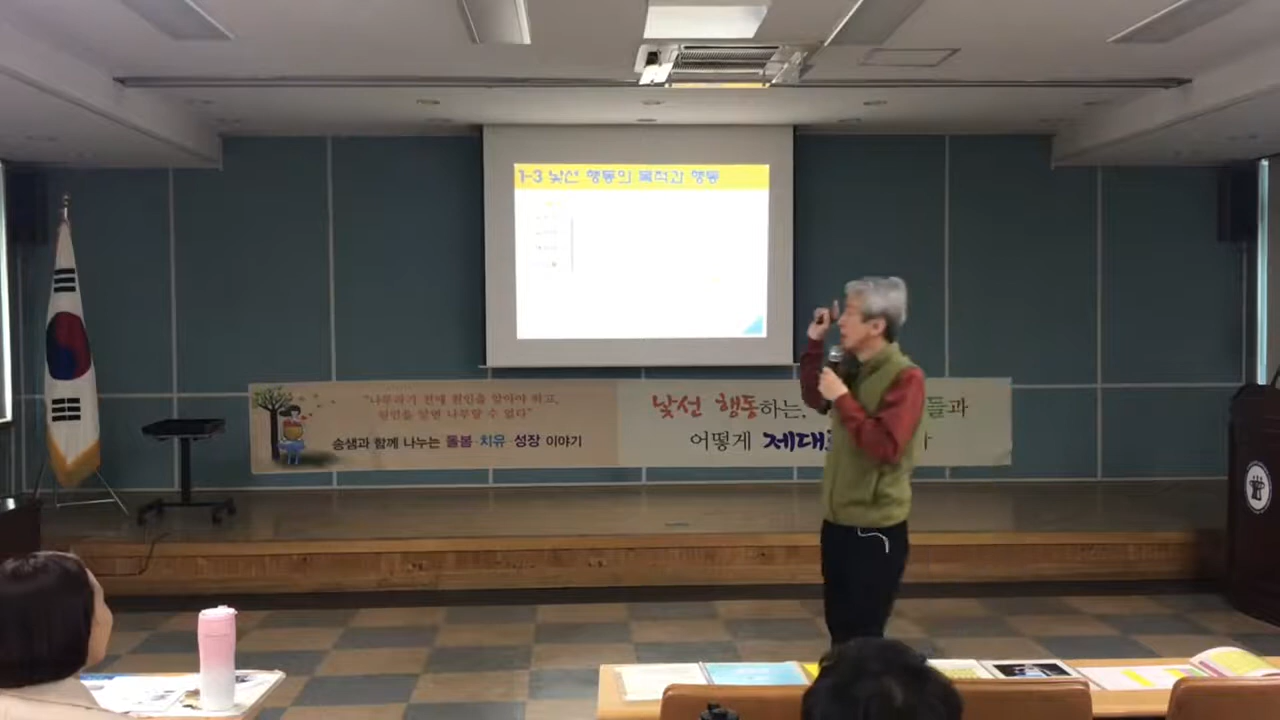 1-3 낯선 행동의 목적과 행동
"나무라기 전에 원인을 알아야 하고,
원인을 알면 나무랄 수 없다"
송샘과 함께 나누는 돌봄·치유·성장 이야기
낯선 행동하는, 들과
어떻게